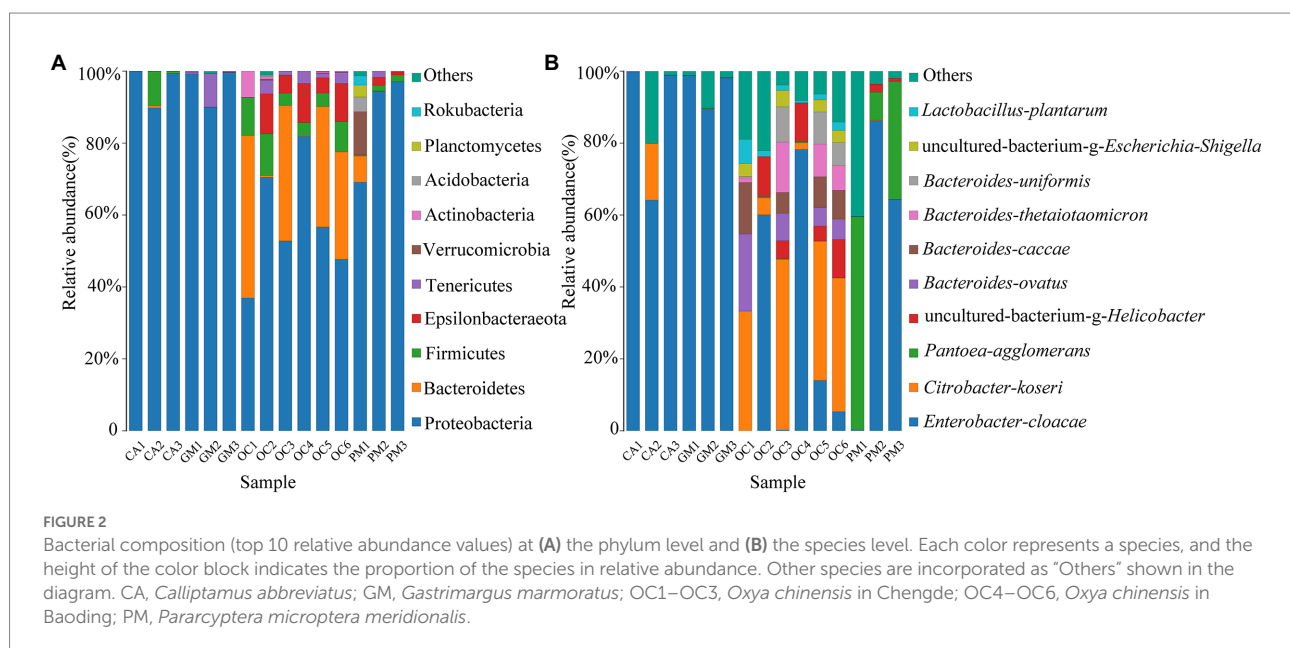 A
Relative abundance(%)
100%
80%
60%
40%
20%
0
CA1
CA2
CA3
GM1
GM2
GM3
OC1
OC2
OC3
OC4
OC5
OC6
PM1
PM2
PM3
Sample
Others
Rokubacteria
Planctomycetes
Acidobacteria
Actinobacteria
Verrucomicrobia
Tenericutes
Epsilonbacteraeota
Firmicutes
Bacteroidetes
Proteobacteria
B
Relative abundance(%)
100%
80%
60%
40%
20%
0
CA1
CA2
CA3
GM1
GM2
GM3
OC1
OC2
OC3
OC4
OC5
OC6
PM1
PM2
PM3
Sample
Others
Lactobacillus-plantarum
uncultured-bacterium-g-Escherichia-Shigella
Bacteroides-uniformis
Bacteroides-thetaiotaomicron
Bacteroides-caccae
Bacteroides-ovatus
uncultured-bacterium-g-Helicobacter
Pantoea-agglomerans
Citrobacter-koseri
Enterobacter-cloacae
FIGURE 2
Bacterial composition (top 10 relative abundance values) at (A) the phylum level and (B) the species level. Each color represents a species, and the
height of the color block indicates the proportion of the species in relative abundance. Other species are incorporated as “Others” shown in the
diagram. CA, Calliptamus abbreviatus; GM, Gastrimargus marmoratus; OC1–OC3, Oxya chinensis in Chengde; OC4–OC6, Oxya chinensis in
Baoding; PM, Pararcyptera microptera meridionalis.